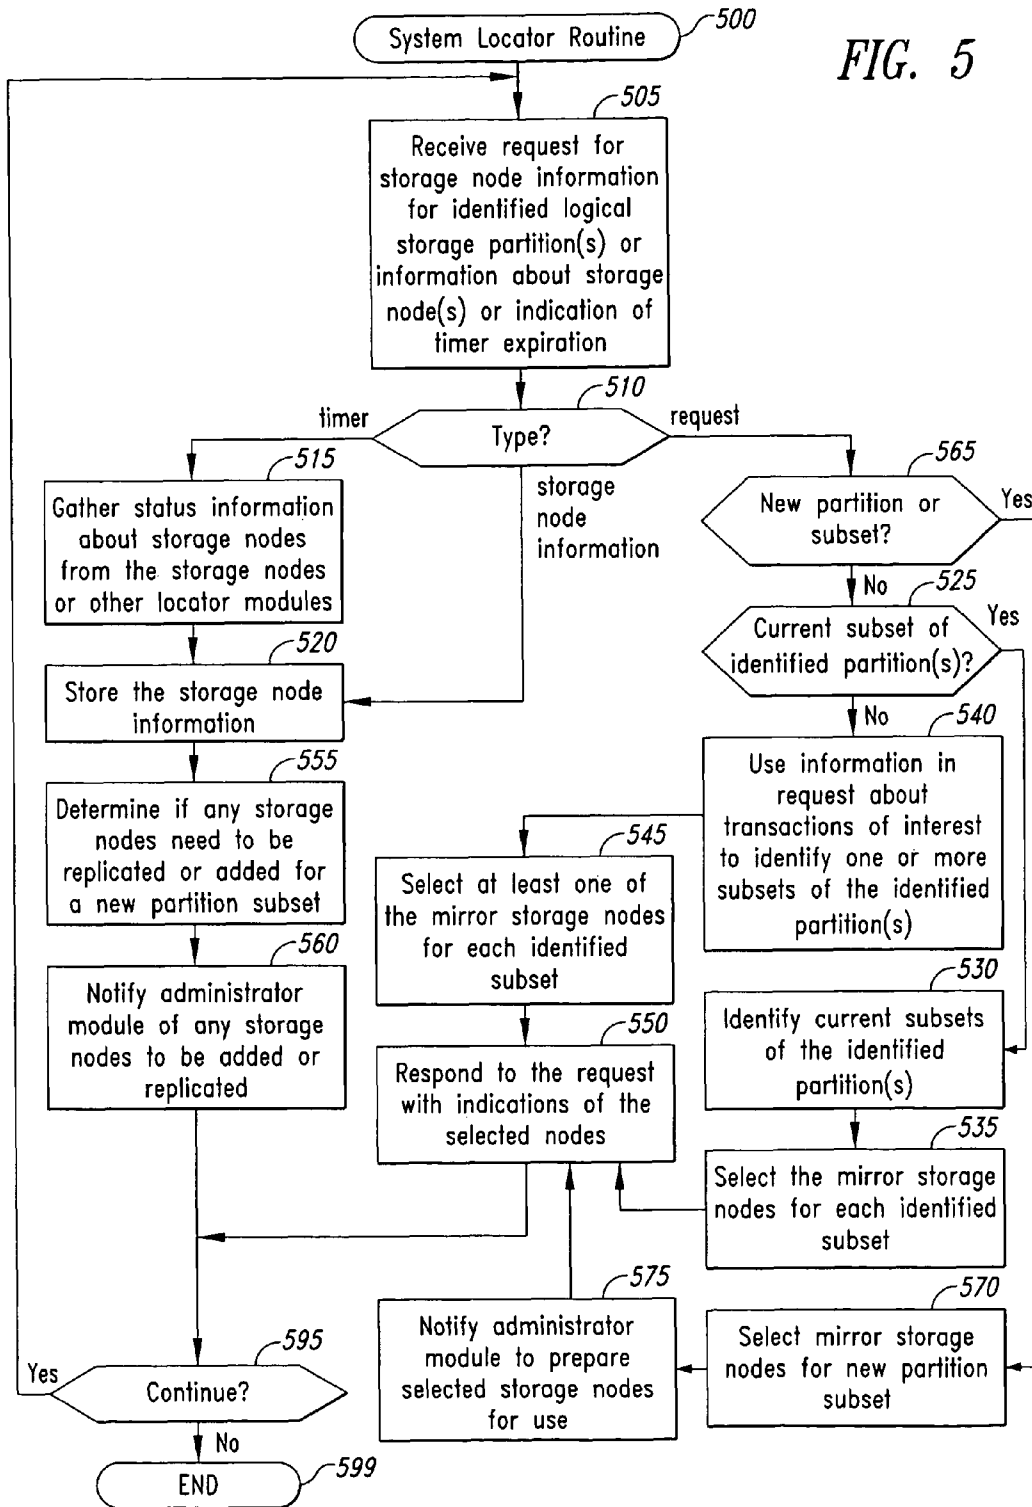 System Locator Routine
500
FIG. 5
505
Receive request for
storage node information
for identified logical
storage partition(s) or
information about storage
node(s) or indication of
timer expiration
510
timer
Type?
request
storage
node
information
515
Gather status information
about storage nodes
from the storage nodes
or other locator modules
565
New partition or
subset?
Yes
No
525
Current subset of
identified partition(s)?
Yes
No
520
Store the storage node
information
540
Use information in
request about
transactions of interest
to identify one or more
subsets of the identified
partition(s)
555
Determine if any storage
nodes need to be
replicated or added for
a new partition subset
545
Select at least one of
the mirror storage nodes
for each identified
subset
560
Notify administrator
module of any storage
nodes to be added or
replicated
530
Identify current subsets
of the identified
partition(s)
550
Respond to the request
with indications of the
selected nodes
535
Select the mirror storage
nodes for each identified
subset
575
Notify administrator
module to prepare
selected storage nodes
for use
570
Select mirror storage
nodes for new partition
subset
595
Yes
Continue?
No
599
END